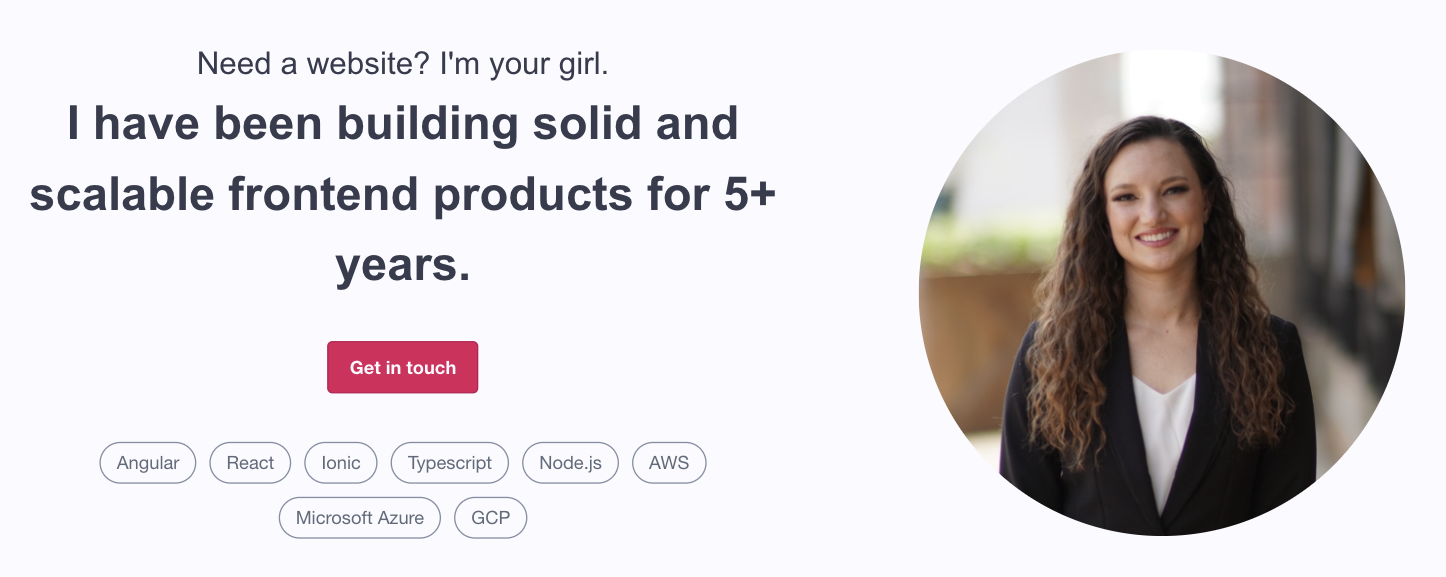 Need a website? I'm your girl.
I have been building solid and
scalable frontend products for 5+
years.
Get in touch
Angular React Ionic Typescript Node.js AWS
Microsoft Azure GCP